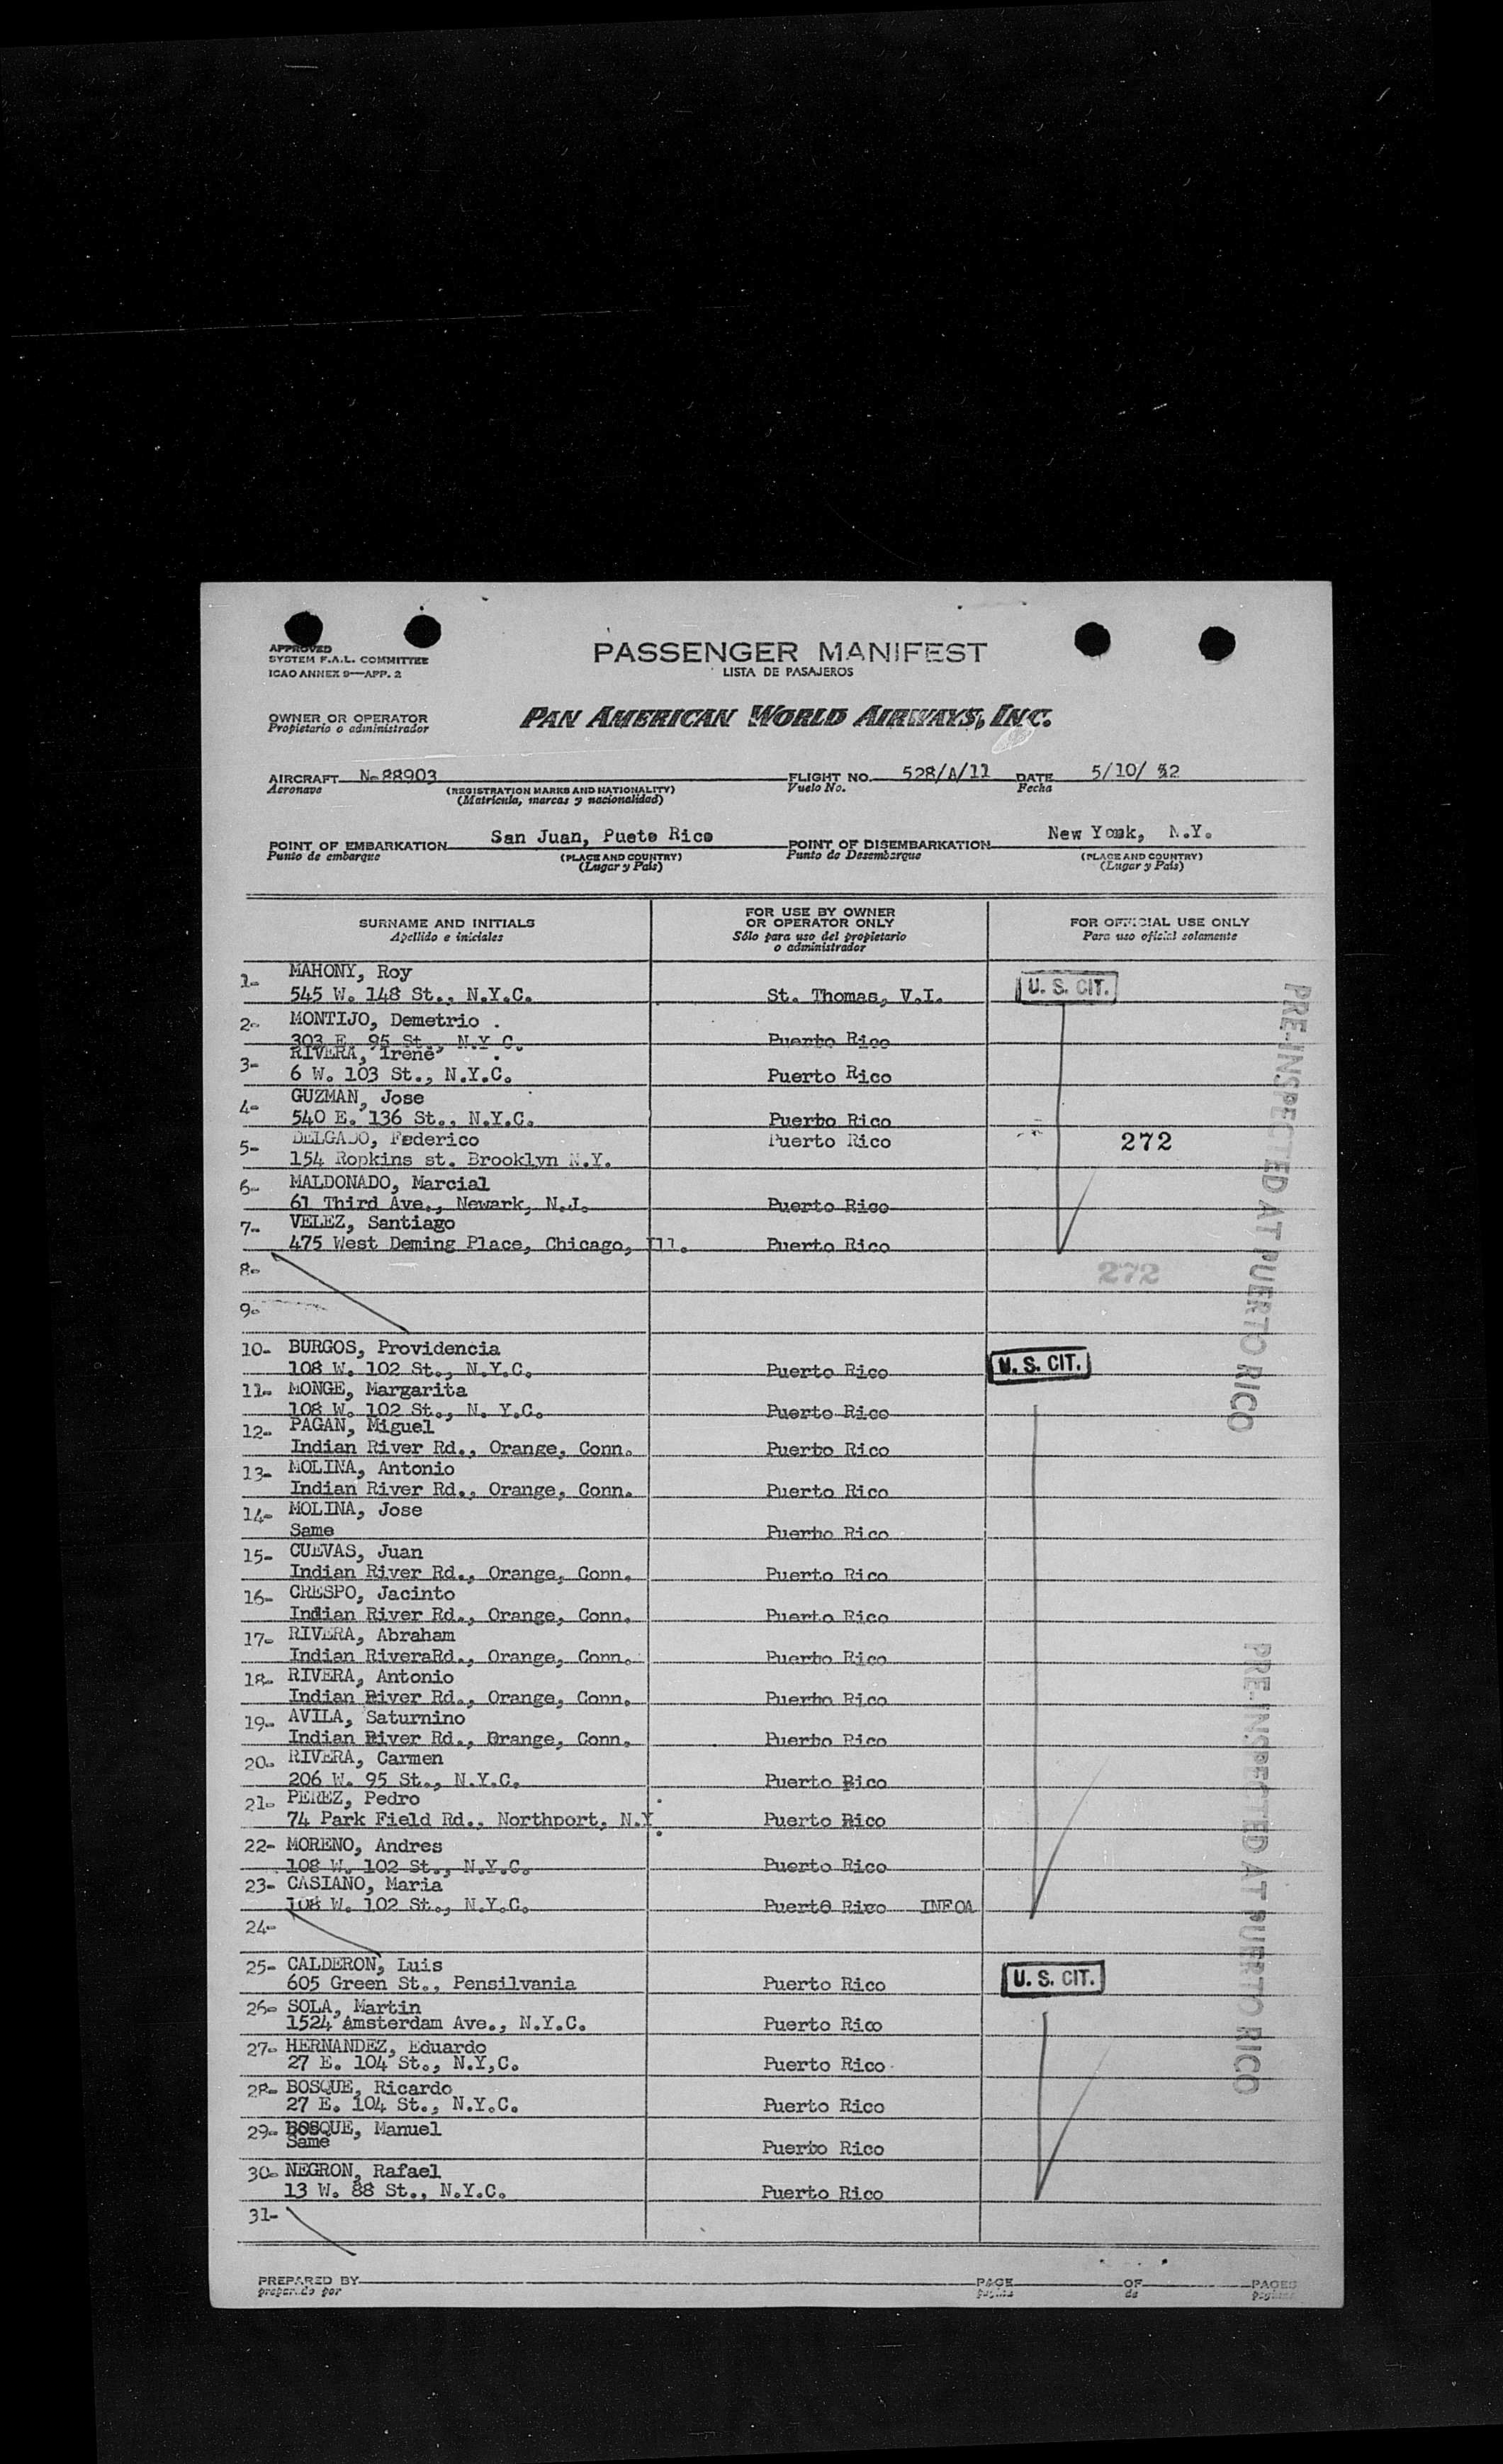 APPROVED
SYSTEM F.A.L. COMMITTEE
ICAO ANNEX 9—APP. 2
PASSENGER MANIFEST
LISTA DE PASAJEROS
OWNER OR OPERATOR
Propietario o administrador
PAN AMERICAN WORLD AIRWAYS, INC.
AIRCRAFT N-88903 FLIGHT NO. 528/A/11 DATE 5/10/ 52
Aeronave (REGISTRATION MARKS AND NATIONALITY) Vuelo No. Fecha
(Matricula, marcas y nacionalidad)
POINT OF EMBARKATION San Juan, Pueto Rico POINT OF DISEMBARKATION New York, N.Y.
Punto de embarque (PLACE AND COUNTRY) Punto de Desembarque (PLACE AND COUNTRY)
(Lugar y País) (Lugar y País)
SURNAME AND INITIALS
Apellido e iniciales
FOR USE BY OWNER
OR OPERATOR ONLY
Sólo para uso del propietario
o administrador
FOR OFFICIAL USE ONLY
Para uso oficial solamente
1- MAHONY, Roy
545 W. 148 St., N.Y.C. St. Thomas, V.I. U. S. CIT.
2- MONTIJO, Demetrio .
303 E. 95 St., N.Y.C. Puerto Rico
3- RIVERA, Irene
6 W. 103 St., N.Y.C. Puerto Rico
4- GUZMAN, Jose
540 E. 136 St., N.Y.C. Puerto Rico
5- DELGADO, Federico Puerto Rico 272
154 Ropkins st. Brooklyn N.Y.
6- MALDONADO, Marcial
61 Third Ave., Newark, N.J. Puerto Rico
7- VELEZ, Santiago
475 West Deming Place, Chicago, Ill. Puerto Rico
8- 272
9-
10- BURGOS, Providencia
108 W. 102 St., N.Y.C. Puerto Rico U. S. CIT.
11- MONGE, Margarita
108 W. 102 St., N. Y.C. Puerto Rico
12- PAGAN, Miguel
Indian River Rd., Orange, Conn. Puerto Rico
13- MOLINA, Antonio
Indian River Rd., Orange, Conn. Puerto Rico
14- MOLINA, Jose
Same Puerto Rico
15- CUEVAS, Juan
Indian River Rd., Orange, Conn. Puerto Rico
16- CRESPO, Jacinto
Indian River Rd., Orange, Conn. Puerto Rico
17- RIVERA, Abraham
Indian RiveraRd., Orange, Conn. Puerto Rico
18- RIVERA, Antonio
Indian River Rd., Orange, Conn. Puerto Rico
19- AVILA, Saturnino
Indian River Rd., Orange, Conn. Puerto Rico
20- RIVERA, Carmen
206 W. 95 St., N.Y.C. Puerto Rico
21- PEREZ, Pedro
74 Park Field Rd., Northport, N.Y. Puerto Rico
22- MORENO, Andres
108 W. 102 St., N.Y.C. Puerto Rico
23- CASIANO, Maria
108 W. 102 St., N.Y.C. Puerto Rico INFOA
24-
25- CALDERON, Luis
605 Green St., Pensilvania Puerto Rico U. S. CIT.
26- SOLA, Martin
1524 Amsterdam Ave., N.Y.C. Puerto Rico
27- HERNANDEZ, Eduardo
27 E. 104 St., N.Y,C. Puerto Rico
28- BOSQUE, Ricardo
27 E. 104 St., N.Y.C. Puerto Rico
29- BOSQUE, Manuel
Same Puerto Rico
30- NEGRON, Rafael
13 W. 88 St., N.Y.C. Puerto Rico
31-
PRE-INSPECTED AT PUERTO RICO
PRE-INSPECTED AT PUERTO RICO
PREPARED BY PAGE OF PAGES
preparado por pagina de paginas